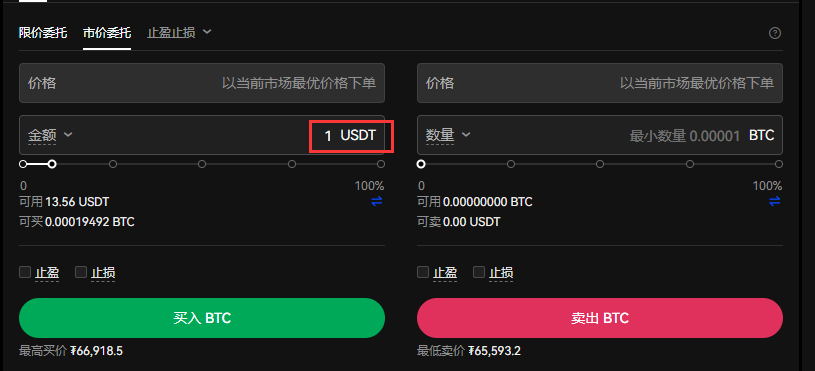 限价委托 市价委托 止盈止损
价格 以当前市场最优价格下单
金额 1 USDT
0 100%
可用 13.56 USDT
可买 0.00019492 BTC
止盈 止损
买入 BTC
最高买价 ₮66,918.5
价格 以当前市场最优价格下单
数量 最小数量 0.00001 BTC
0 100%
可用 0.00000000 BTC
可卖 0.00 USDT
止盈 止损
卖出 BTC
最低卖价 ₮65,593.2